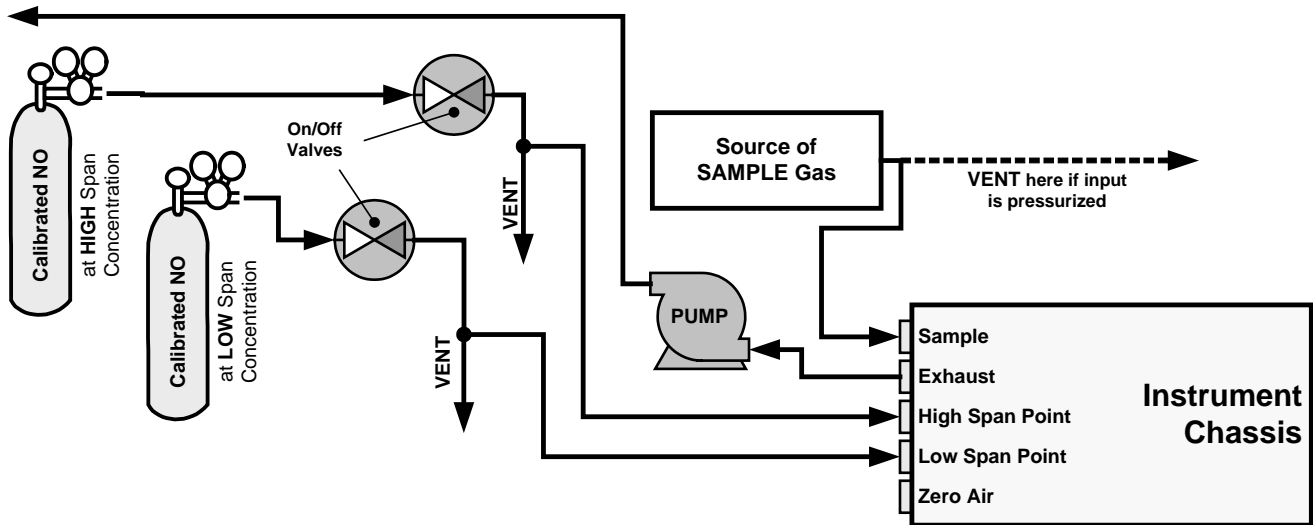 Calibrated NO
at HIGH Span
Concentration
Calibrated NO
at LOW Span
Concentration
On/Off
Valves
VENT
VENT
Source of
SAMPLE Gas
VENT here if input
is pressurized
PUMP
Sample
Exhaust
High Span Point
Low Span Point
Zero Air
Instrument
Chassis